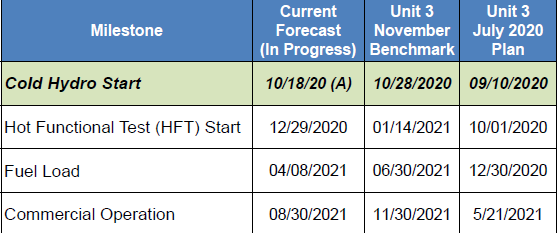 Milestone
Current Forecast (In Progress)
Unit 3 November Benchmark
Unit 3 July 2020 Plan
Cold Hydro Start 10/18/20 (A) 10/28/2020 09/10/2020
Hot Functional Test (HFT) Start 12/29/2020 01/14/2021 10/01/2020
Fuel Load 04/08/2021 06/30/2021 12/30/2020
Commercial Operation 08/30/2021 11/30/2021 5/21/2021